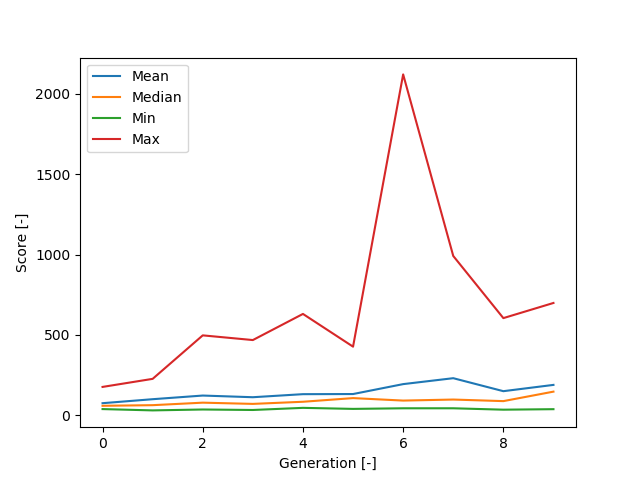 Mean
Median
Min
Max
2000
1500
1000
500
0
Score [-]
0 2 4 6 8
Generation [-]